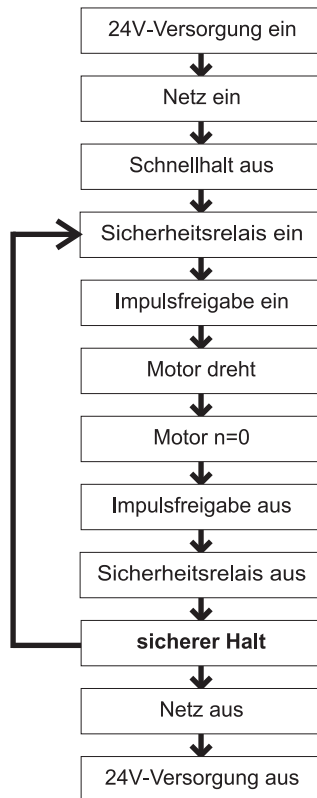 24V-Versorgung ein
Netz ein
Schnellhalt aus
Sicherheitsrelais ein
Impulsfreigabe ein
Motor dreht
Motor n=0
Impulsfreigabe aus
Sicherheitsrelais aus
sicherer Halt
Netz aus
24V-Versorgung aus